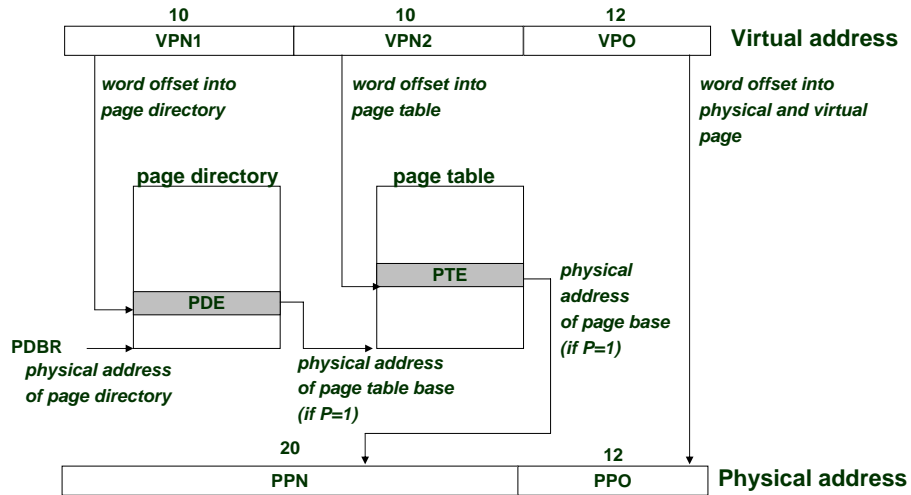 10 10 12
VPN1 VPN2 VPO Virtual address
word offset into
page directory
word offset into
page table
word offset into
physical and virtual
page
page directory
page table
PDE
PTE
physical
address
of page base
(if P=1)
PDBR
physical address
of page directory
physical address
of page table base
(if P=1)
20 12
PPN PPO Physical address